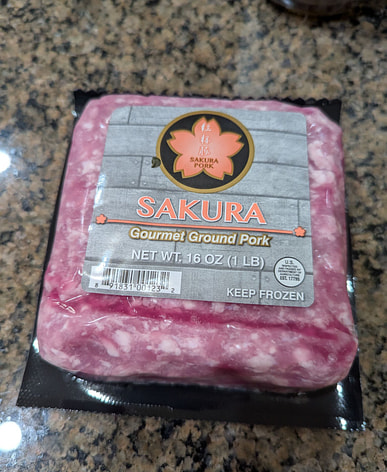 SAKURA
PORK
SAKURA
Gourmet Ground Pork
NET WT. 16 OZ (1 LB)
U.S.
KEEP FROZEN